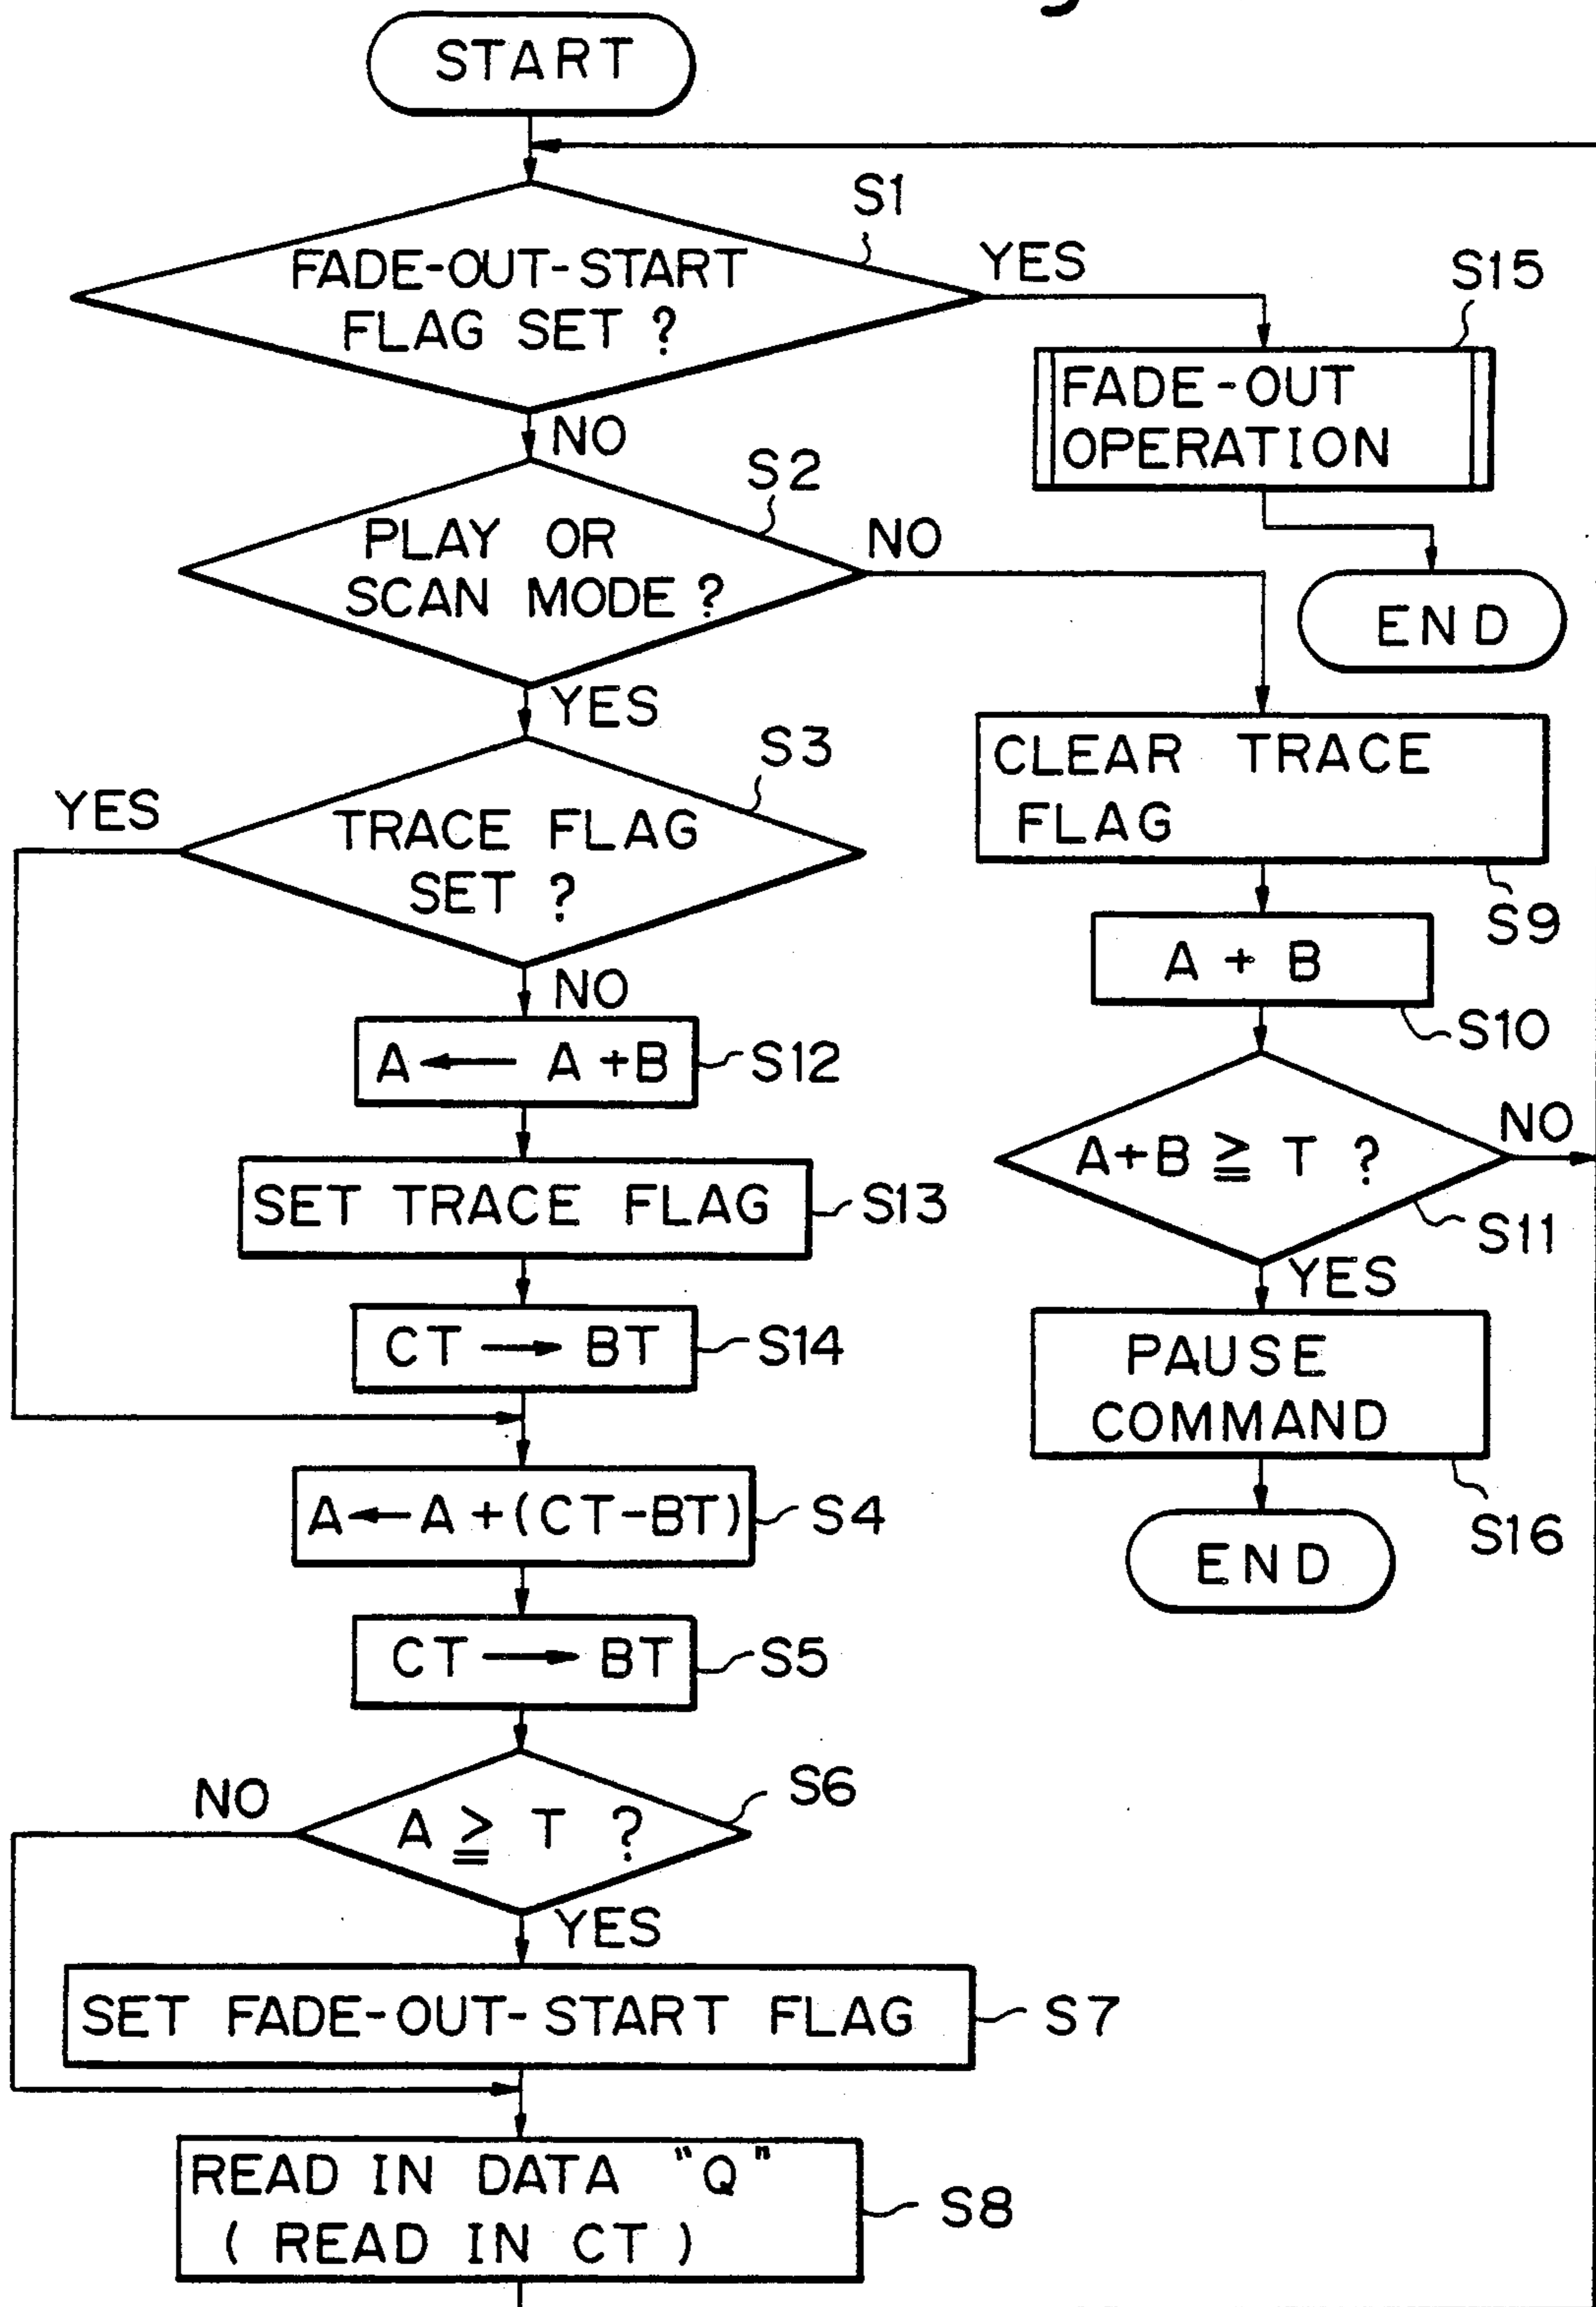 START
S1
FADE-OUT-START
FLAG SET ?
YES
S15
FADE-OUT
OPERATION
NO
S2
PLAY OR
SCAN MODE ?
NO
END
YES
S3
YES
TRACE FLAG
SET ?
CLEAR TRACE
FLAG
S9
NO
A + B
S10
A ← A + B
S12
A+B ≧ T ?
NO
S11
SET TRACE FLAG
S13
YES
CT → BT
S14
PAUSE
COMMAND
S16
A ← A + (CT-BT)
S4
END
CT → BT
S5
NO
A ≧ T ?
S6
YES
SET FADE-OUT-START FLAG
S7
READ IN DATA "Q"
( READ IN CT )
S8